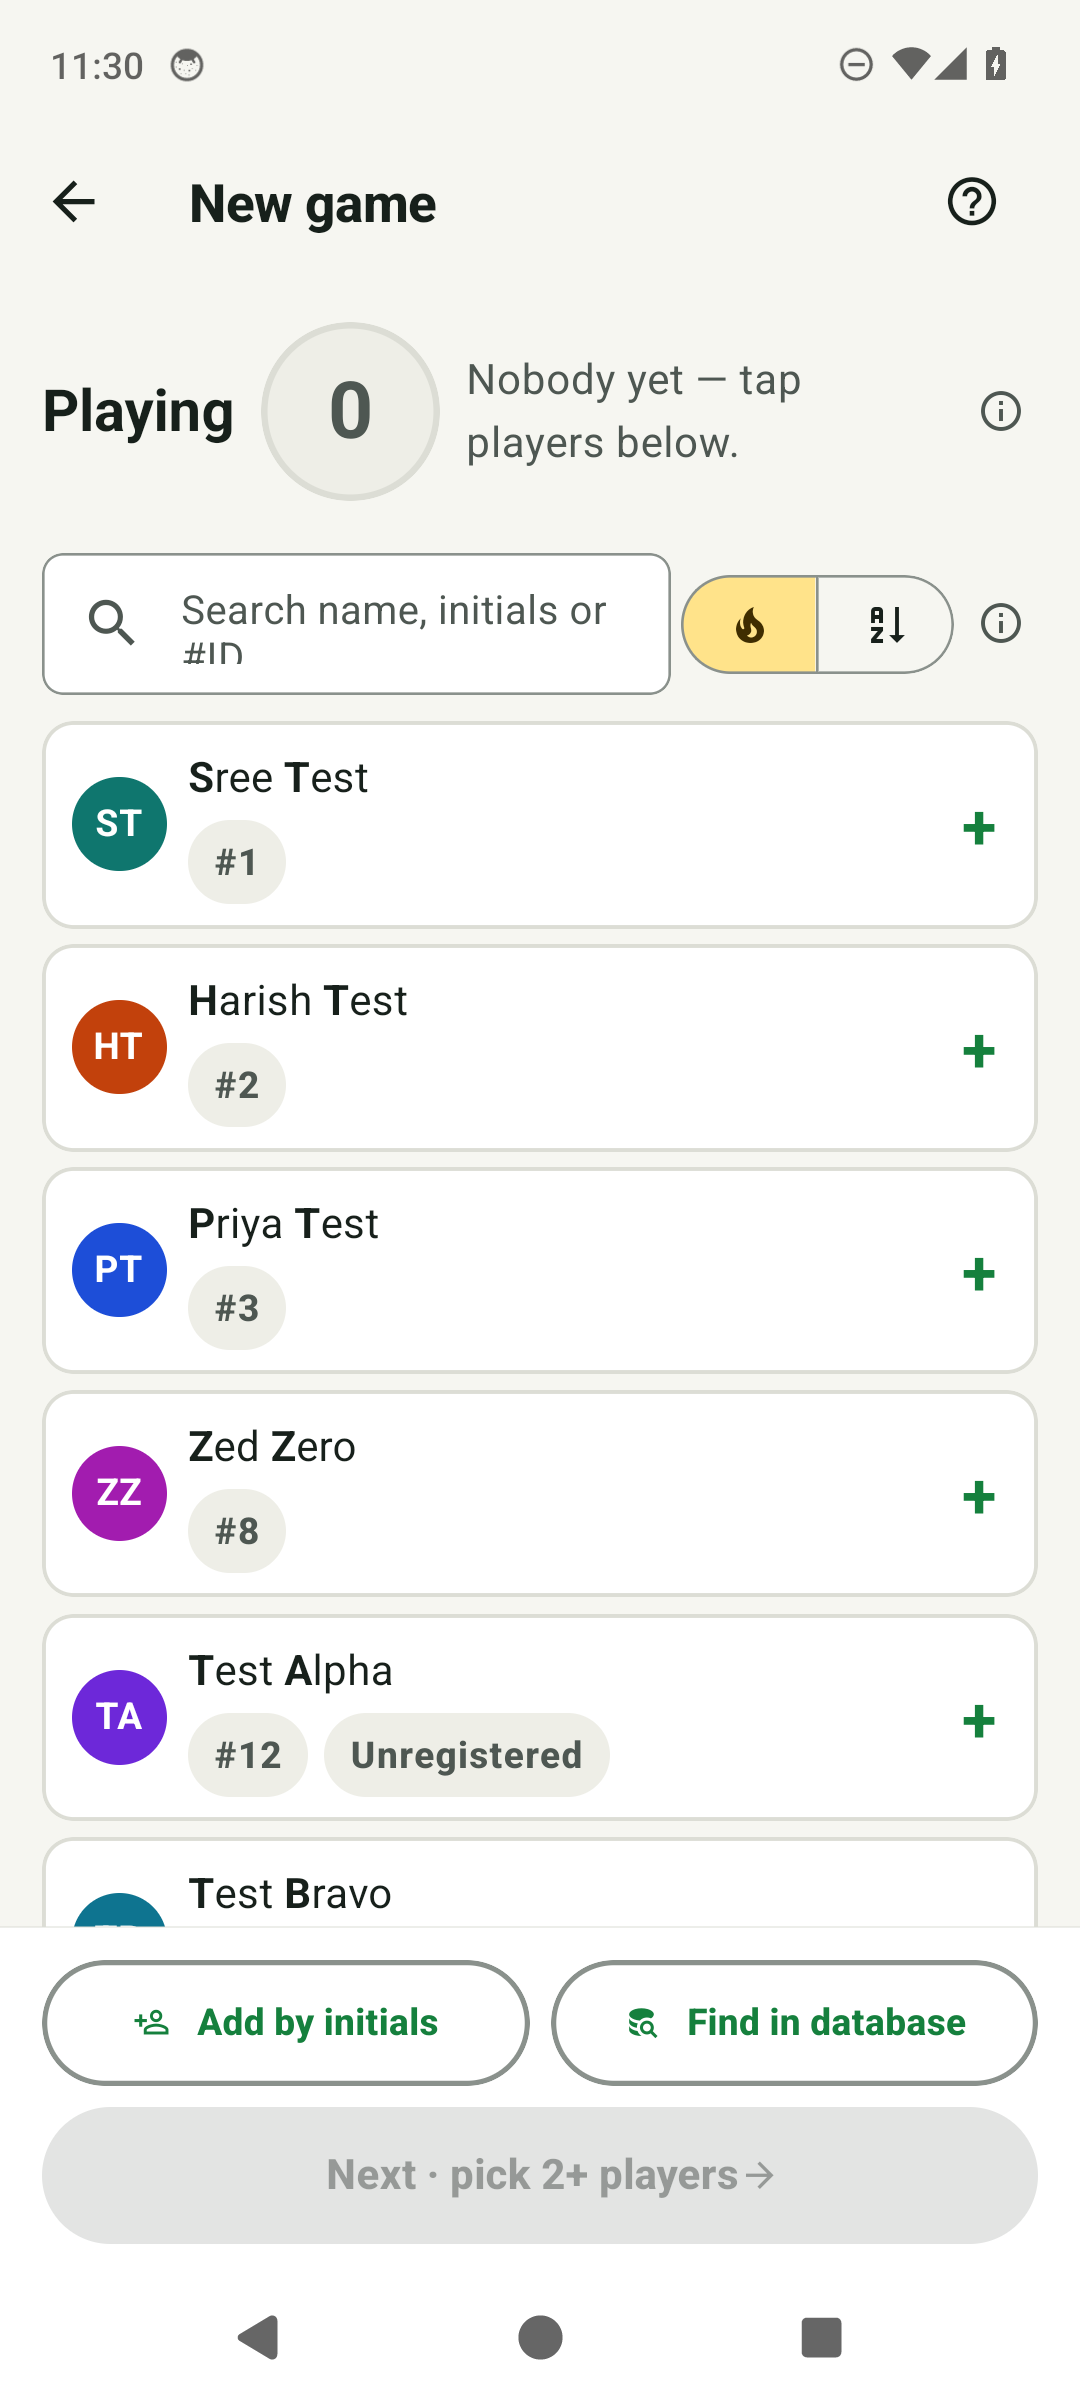 11:30
New game
Playing
0
Nobody yet — tap
players below.
Search name, initials or
#ID
A
Z
ST
Sree Test
#1
+
HT
Harish Test
#2
+
PT
Priya Test
#3
+
ZZ
Zed Zero
#8
+
TA
Test Alpha
#12 Unregistered
+
Test Bravo
Add by initials
Find in database
Next · pick 2+ players→